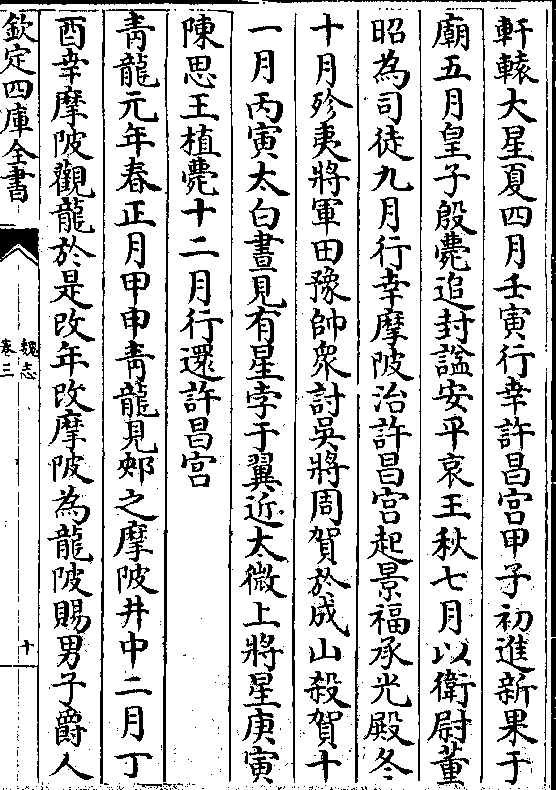 軒轅大星夏四月壬寅行幸許昌宮甲子初進新果于
廟五月皇子殷薨追封諡安平哀王秋七月以衛尉董
昭為司徒九月行幸摩陂治許昌宮起景福承光殿冬
十月殄夷將軍田豫帥衆討吳將周賀於成山殺賀十
一月丙寅太白晝見有星孛于翼近太微上將星庚寅
陳思王植薨十二月行還許昌宮
青龍元年春正月甲申青龍見郟之摩陂井中二月丁
酉幸摩陂觀龍於是改年改摩陂為龍陂賜男子爵人
欽定四庫全書
魏志
卷三
十